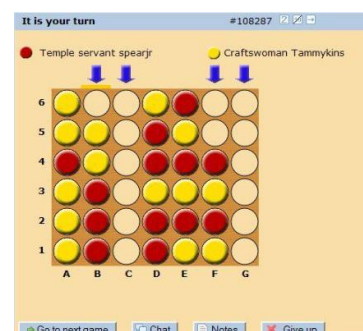 It is your turn #108287
Temple servant spearjr Craftswoman Tammykins
6
5
4
3
2
1
A B C D E F G
Go to next game Chat Notes Give up